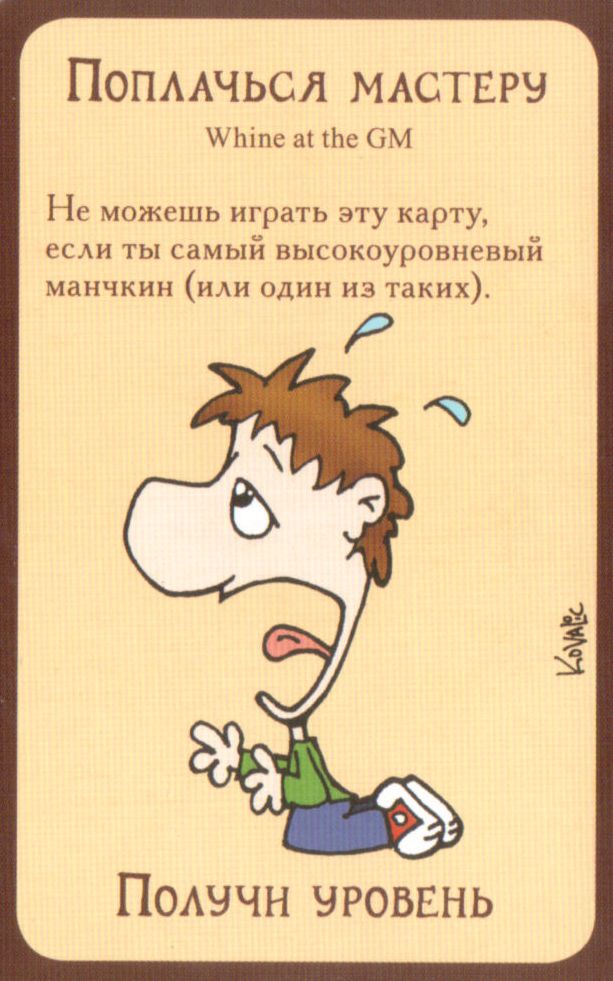 Поплачься мастеру
Whine at the GM
Не можешь играть эту карту,
если ты самый высокоуровневый
манчкин (или один из таких).
Kovalic
Получи уровень